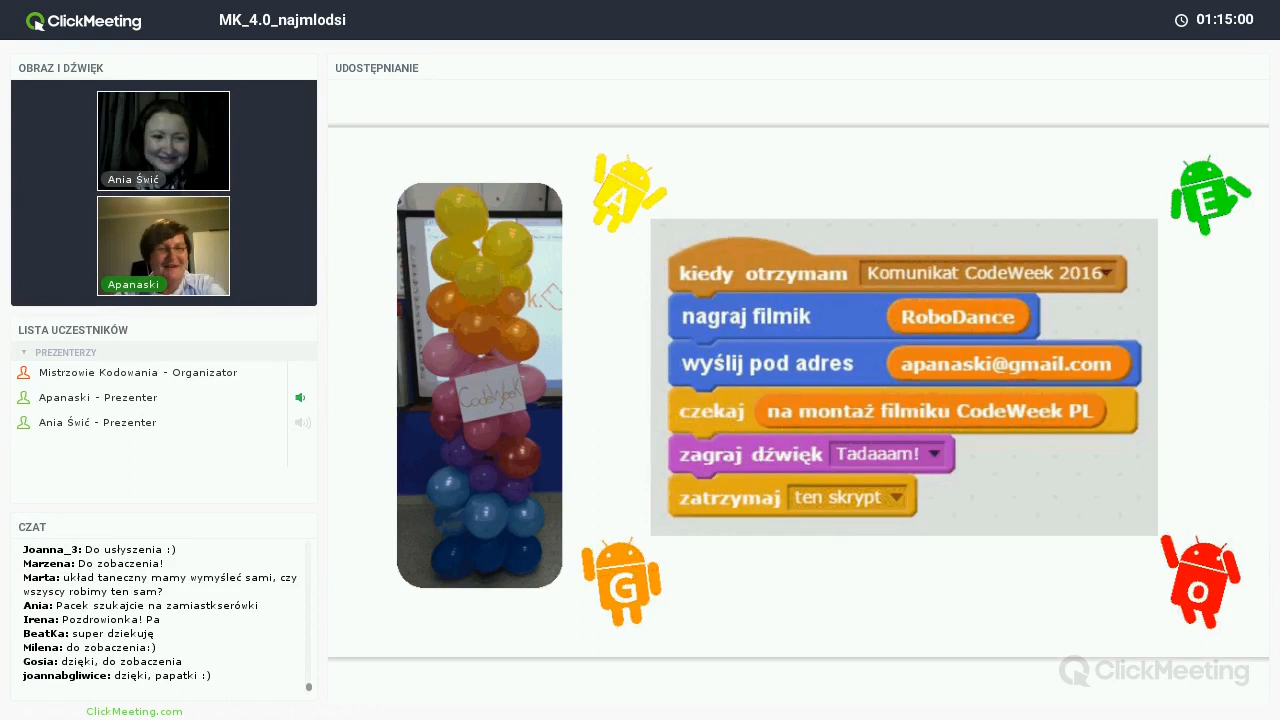 ClickMeeting
MK_4.0_najmlodsi
01:15:00
OBRAZ I DŹWIĘK
Ania Świć
Apanaski
LISTA UCZESTNIKÓW
PREZENTERZY
Mistrzowie Kodowania - Organizator
Apanaski - Prezenter
Ania Świć - Prezenter
CZAT
Joanna_3: Do usłyszenia :)
Marzena: Do zobaczenia!
Marta: układ taneczny mamy wymyśleć sami, czy
wszyscy robimy ten sam?
Ania: Pacek szukajcie na zamiastkserówki
Irena: Pozdrowionka! Pa
BeatKa: super dziekuję
Milena: do zobaczenia:)
Gosia: dzięki, do zobaczenia
joannabgliwice: dzięki, papatki :)
ClickMeeting.com
UDOSTĘPNIANIE
k.
CodeWeek
A
E
kiedy otrzymam Komunikat CodeWeek 2016
nagraj filmik RoboDance
wyślij pod adres apanaski@gmail.com
czekaj na montaż filmiku CodeWeek PL
zagraj dźwięk Tadaaam!
zatrzymaj ten skrypt
G
O
ClickMeeting